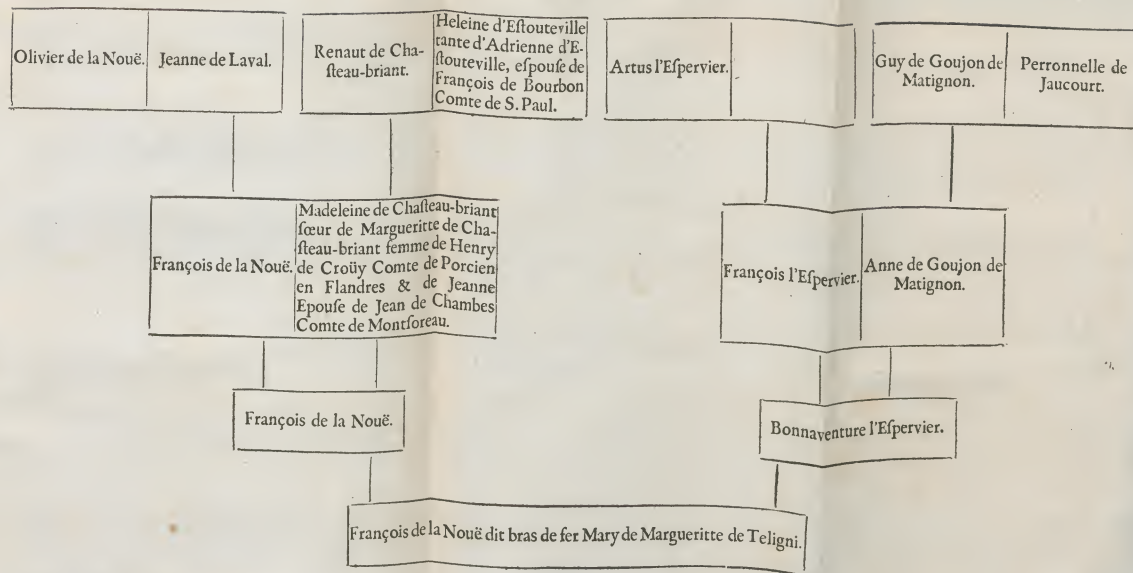 Olivier de la Nouë.
Jeanne de Laval.
Renaut de Cha-
ſteau-briant.
Heleine d'Eſtouteville
tante d'Adrienne d'E-
ſtouteville, eſpouſe de
François de Bourbon
Comte de S. Paul.
Artus l'Eſpervier.
Guy de Goujon de
Matignon.
Perronnelle de
Jaucourt.
François de la Nouë.
Madeleine de Chaſteau-briant
ſœur de Margueritte de Cha-
ſteau-briant femme de Henry
de Croüy Comte de Porcien
en Flandres & de Jeanne
Epouſe de Jean de Chambes
Comte de Montſoreau.
François l'Eſpervier.
Anne de Goujon de
Matignon.
François de la Nouë.
Bonnaventure l'Eſpervier.
François de la Nouë dit bras de fer Mary de Margueritte de Teligni.